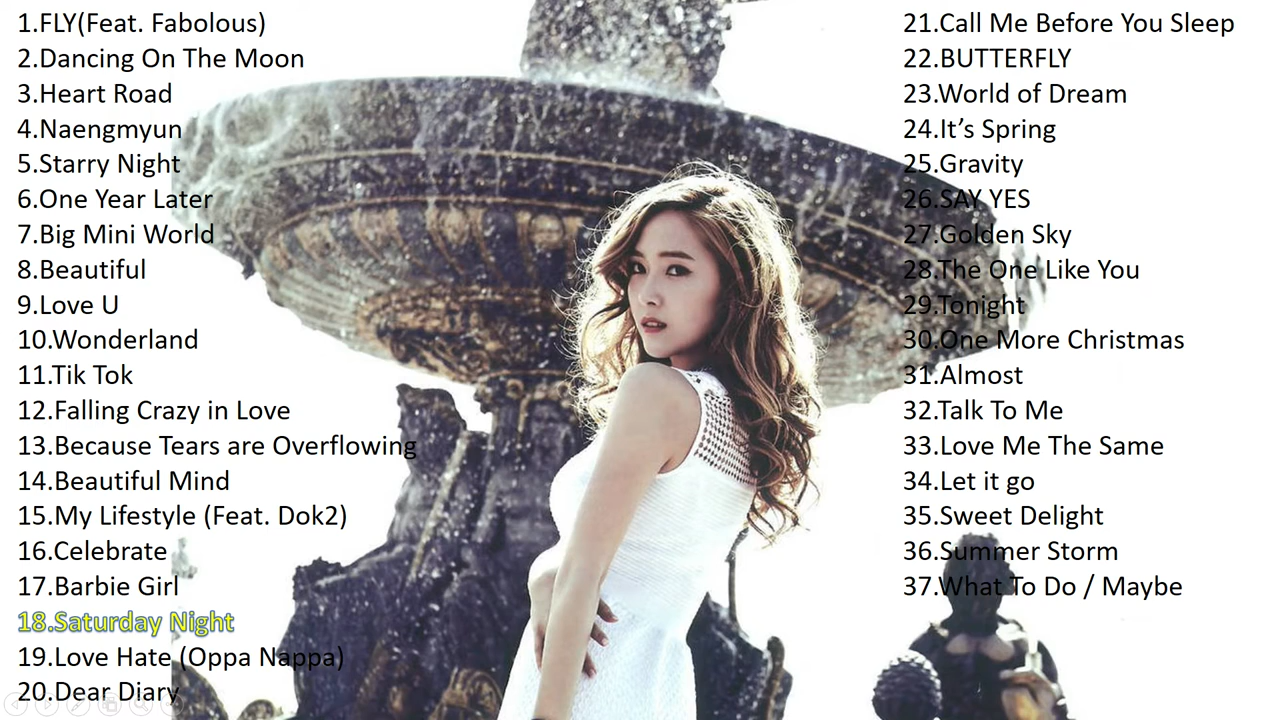 1.FLY(Feat. Fabolous)
2.Dancing On The Moon
3.Heart Road
4.Naengmyun
5.Starry Night
6.One Year Later
7.Big Mini World
8.Beautiful
9.Love U
10.Wonderland
11.Tik Tok
12.Falling Crazy in Love
13.Because Tears are Overflowing
14.Beautiful Mind
15.My Lifestyle (Feat. Dok2)
16.Celebrate
17.Barbie Girl
18.Saturday Night
19.Love Hate (Oppa Nappa)
20.Dear Diary
21.Call Me Before You Sleep
22.BUTTERFLY
23.World of Dream
24.It’s Spring
25.Gravity
26.SAY YES
27.Golden Sky
28.The One Like You
29.Tonight
30.One More Christmas
31.Almost
32.Talk To Me
33.Love Me The Same
34.Let it go
35.Sweet Delight
36.Summer Storm
37.What To Do / Maybe